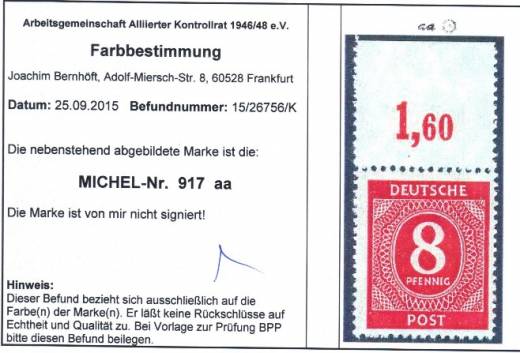 Arbeitsgemeinschaft Alliierter Kontrollrat 1946/48 e.V.
Farbbestimmung
Joachim Bernhöft, Adolf-Miersch-Str. 8, 60528 Frankfurt
Datum: 25.09.2015 Befundnummer: 15/26756/K
Die nebenstehend abgebildete Marke ist die:
MICHEL-Nr. 917 aa
Die Marke ist von mir nicht signiert!
Hinweis:
Dieser Befund bezieht sich ausschließlich auf die
Farbe(n) der Marke(n). Er läßt keine Rückschlüsse auf
Echtheit und Qualität zu. Bei Vorlage zur Prüfung BPP
bitte diesen Befund beilegen.
aa
1,60
DEUTSCHE
8
PFENNIG
POST